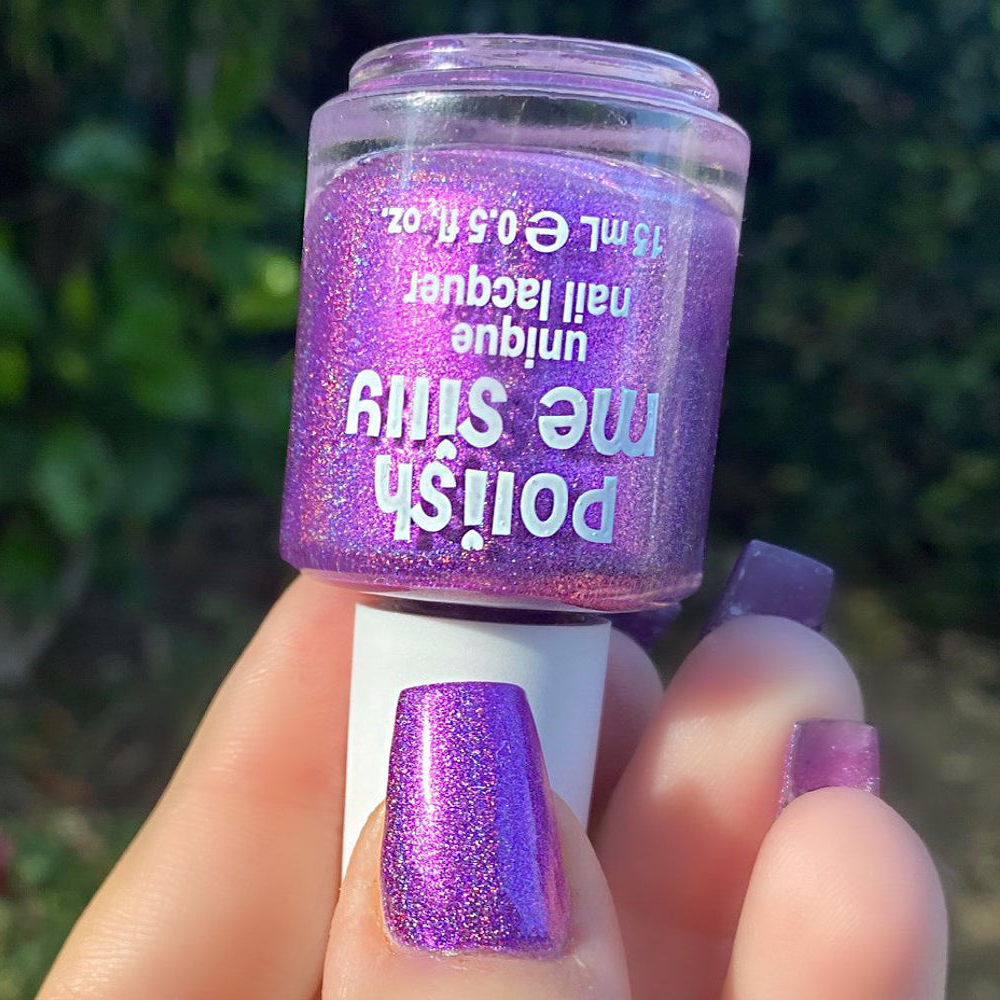 polish
me silly
unique
nail lacquer
15 mL ℮ 0.5 fl. oz.